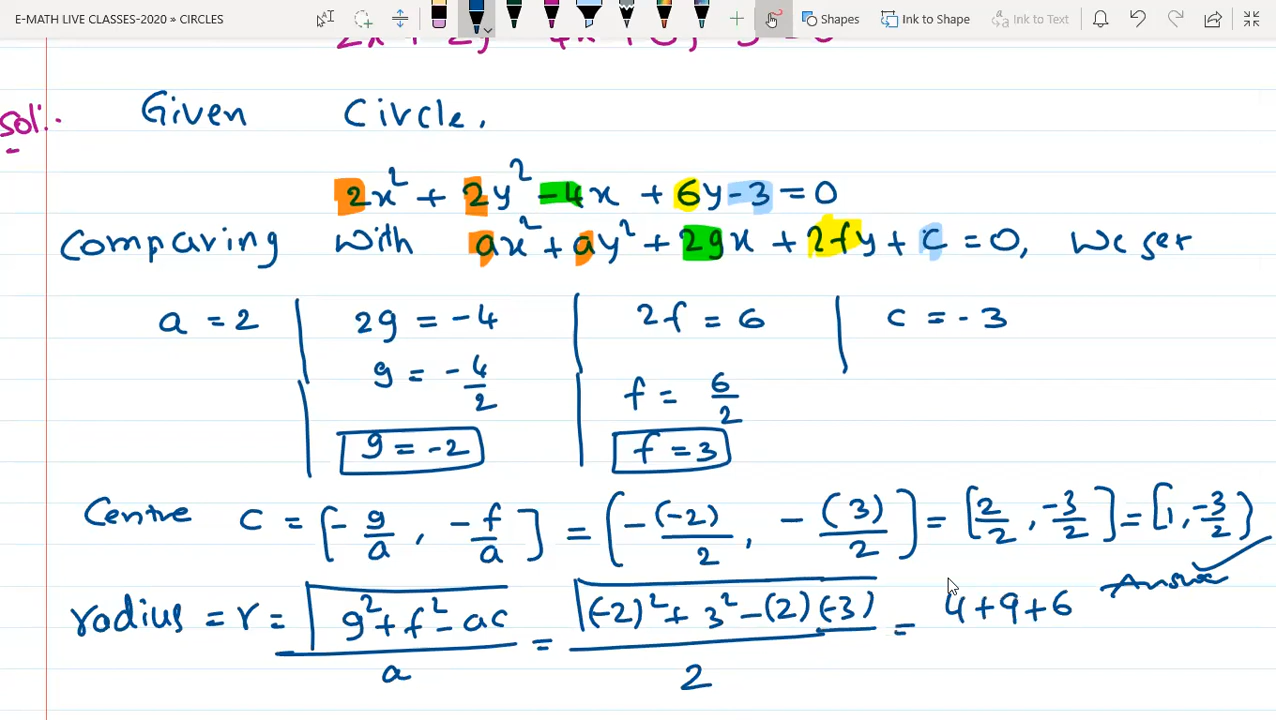 E-MATH LIVE CLASSES-2020 » CIRCLES Shapes Ink to Shape Ink to Text
sol:. Given Circle.
2x² + 2y² - 4x + 6y - 3 = 0
Comparing with ax² + ay² + 2gx + 2fy + c = 0, we get
a = 2 | 2g = -4 | 2f = 6 | c = -3
g = -4/2 | f = 6/2
g = -2 | f = 3
Centre C = [-g/a, -f/a] = (-(-2)/2, -(3)/2) = [2/2, -3/2] = [1, -3/2)
Answer
radius = r = √(g² + f² - ac)/a = √((-2)² + 3² - (2)(-3))/2 = 4+9+6